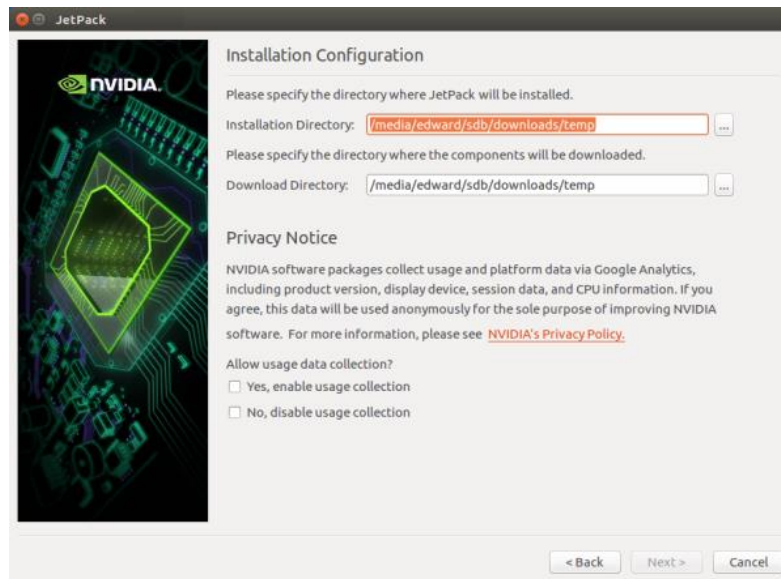 JetPack
NVIDIA.
Installation Configuration
Please specify the directory where JetPack will be installed.
Installation Directory: /media/edward/sdb/downloads/temp ...
Please specify the directory where the components will be downloaded.
Download Directory: /media/edward/sdb/downloads/temp ...
Privacy Notice
NVIDIA software packages collect usage and platform data via Google Analytics,
including product version, display device, session data, and CPU information. If you
agree, this data will be used anonymously for the sole purpose of improving NVIDIA
software. For more information, please see NVIDIA's Privacy Policy.
Allow usage data collection?
Yes, enable usage collection
No, disable usage collection
< Back Next > Cancel